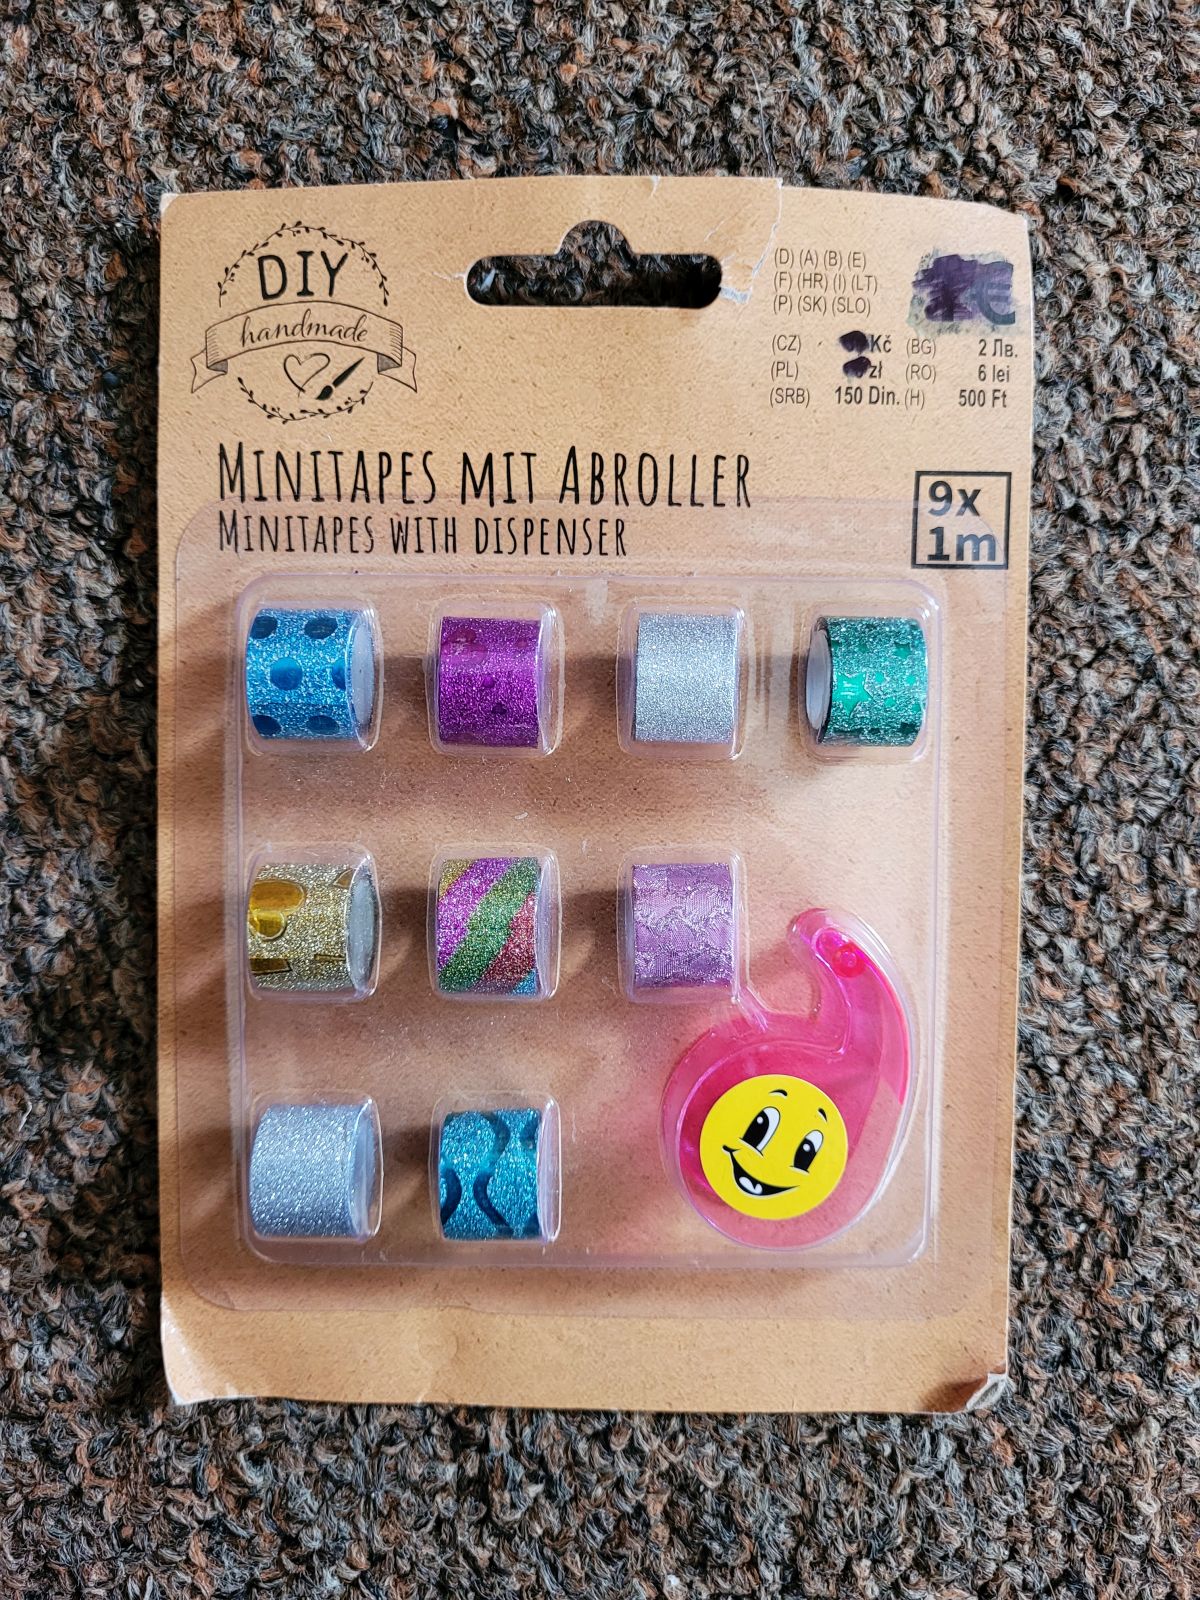 DIY
handmade
(D) (A) (B) (E)
(F) (HR) (I) (LT)
(P) (SK) (SLO)
€
(CZ) Kč (BG) 2 Лв.
(PL) zł (RO) 6 lei
(SRB) 150 Din. (H) 500 Ft
MINITAPES MIT ABROLLER
MINITAPES WITH DISPENSER
9x
1m